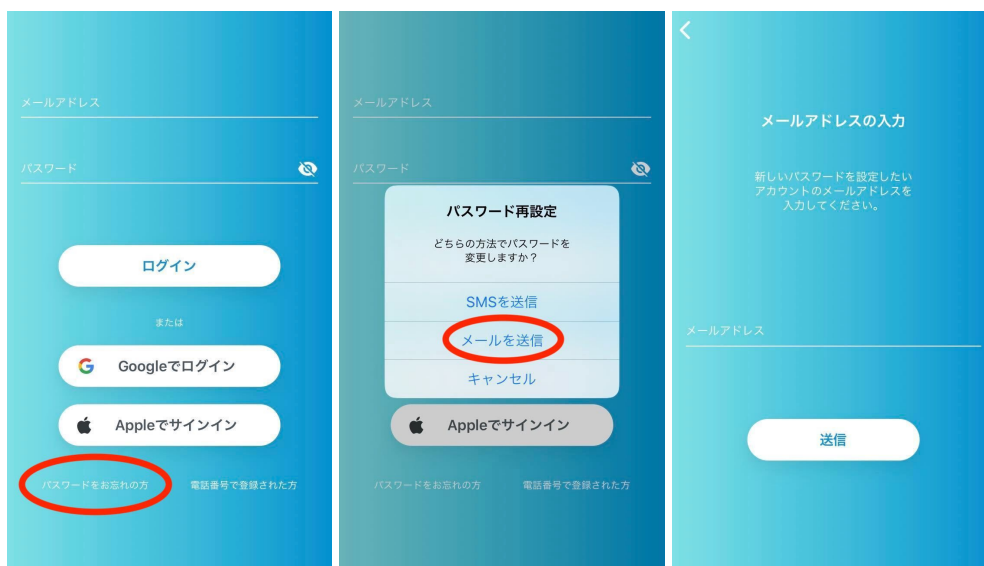 メールアドレス
パスワード
ログイン
または
Googleでログイン
Appleでサインイン
パスワードをお忘れの方
電話番号で登録された方
メールアドレス
パスワード
パスワード再設定
どちらの方法でパスワードを
変更しますか？
SMSを送信
メールを送信
キャンセル
Appleでサインイン
パスワードをお忘れの方
電話番号で登録された方
メールアドレスの入力
新しいパスワードを設定したい
アカウントのメールアドレスを
入力してください。
メールアドレス
送信